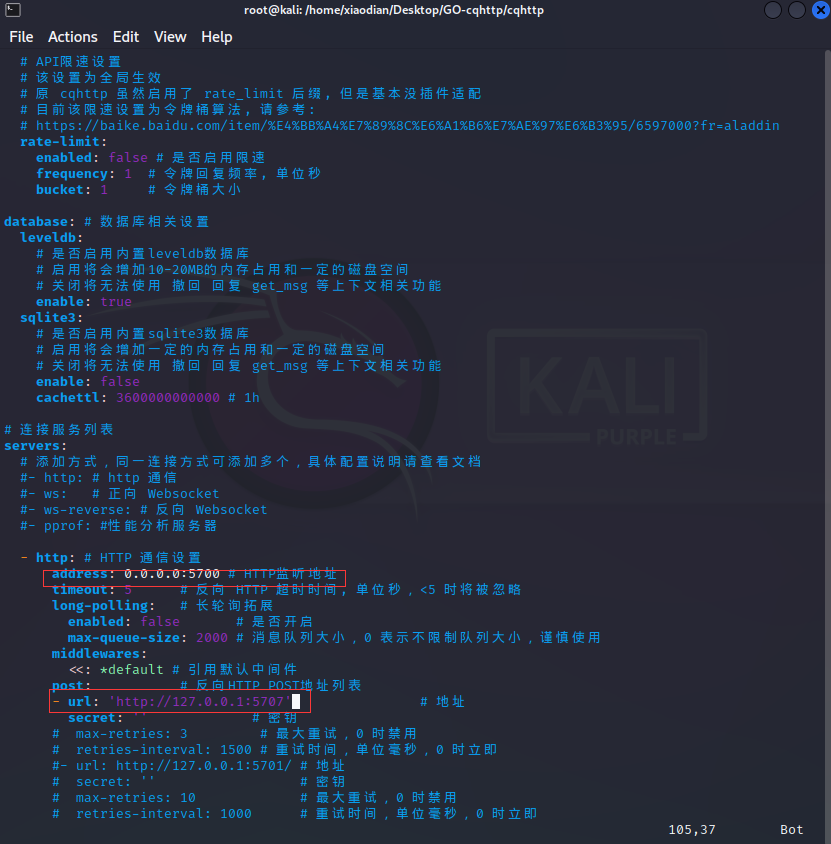 root@kali: /home/xiaodian/Desktop/GO-cqhttp/cqhttp
File Actions Edit View Help
# API限速设置
# 该设置为全局生效
# 原 cqhttp 虽然启用了 rate_limit 后缀, 但是基本没插件适配
# 目前该限速设置为令牌桶算法, 请参考:
# https://baike.baidu.com/item/%E4%BB%A4%E7%89%8C%E6%A1%B6%E7%AE%97%E6%B3%95/6597000?fr=aladdin
rate-limit:
enabled: false # 是否启用限速
frequency: 1 # 令牌回复频率, 单位秒
bucket: 1 # 令牌桶大小
database: # 数据库相关设置
leveldb:
# 是否启用内置leveldb数据库
# 启用将会增加10-20MB的内存占用和一定的磁盘空间
# 关闭将无法使用 撤回 回复 get_msg 等上下文相关功能
enable: true
sqlite3:
# 是否启用内置sqlite3数据库
# 启用将会增加一定的内存占用和一定的磁盘空间
# 关闭将无法使用 撤回 回复 get_msg 等上下文相关功能
enable: false
cachettl: 3600000000000 # 1h
KALI
PURPLE
# 连接服务列表
servers:
# 添加方式，同一连接方式可添加多个，具体配置说明请查看文档
#- http: # http 通信
#- ws: # 正向 Websocket
#- ws-reverse: # 反向 Websocket
#- pprof: #性能分析服务器
- http: # HTTP 通信设置
address: 0.0.0.0:5700 # HTTP监听地址
timeout: 5 # 反向 HTTP 超时时间, 单位秒，<5 时将被忽略
long-polling: # 长轮询拓展
enabled: false # 是否开启
max-queue-size: 2000 # 消息队列大小，0 表示不限制队列大小，谨慎使用
middlewares:
<<: *default # 引用默认中间件
post: # 反向HTTP POST地址列表
- url: 'http://127.0.0.1:5707' # 地址
secret: '' # 密钥
# max-retries: 3 # 最大重试，0 时禁用
# retries-interval: 1500 # 重试时间，单位毫秒，0 时立即
#- url: http://127.0.0.1:5701/ # 地址
# secret: '' # 密钥
# max-retries: 10 # 最大重试，0 时禁用
# retries-interval: 1000 # 重试时间，单位毫秒，0 时立即
105,37 Bot